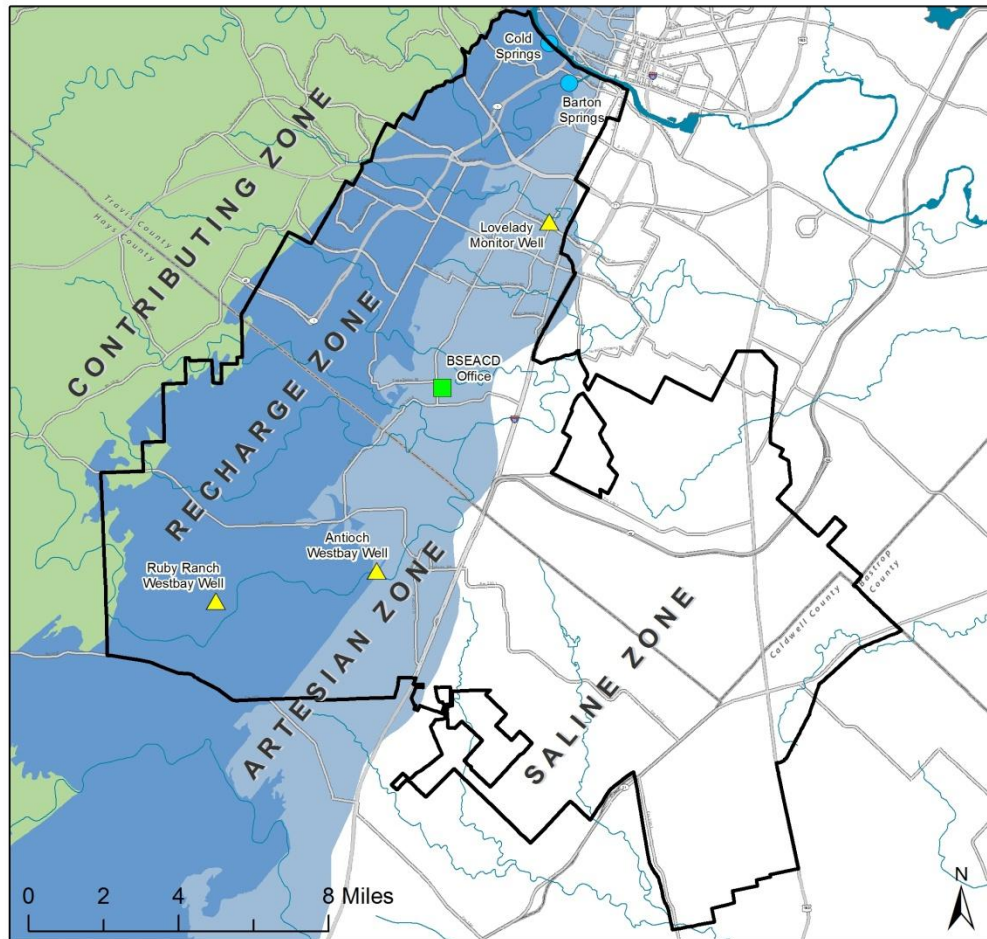 Cold
Springs
Barton
Springs
CONTRIBUTING ZONE
Travis County
Hays County
Lovelady
Monitor Well
RECHARGE ZONE
BSEACD
Office
Antioch
Westbay Well
Ruby Ranch
Westbay Well
ARTESIAN ZONE
SALINE ZONE
Bastrop
County
Caldwell County
0 2 4 8 Miles
N